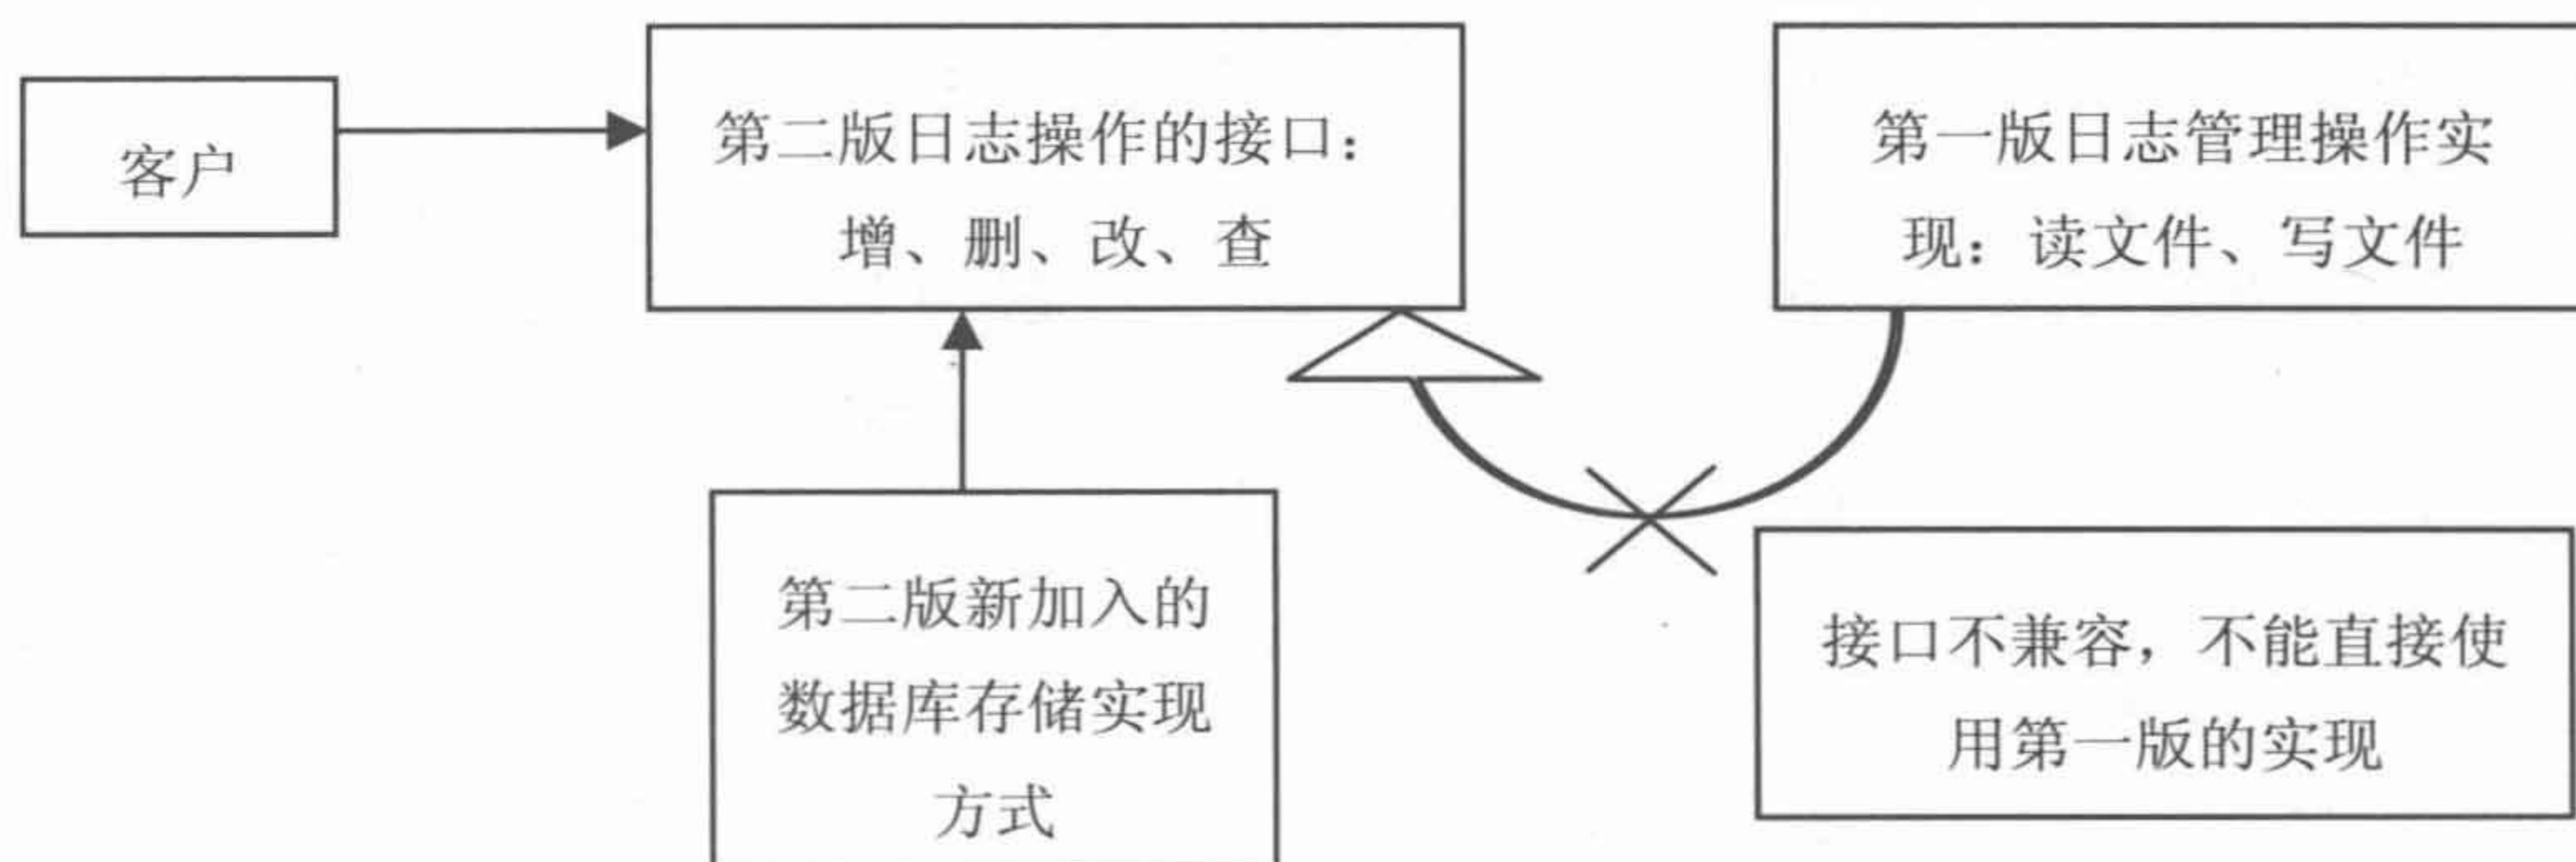 客户
第二版日志操作的接口：
增、删、改、查
第一版日志管理操作实
现：读文件、写文件
第二版新加入的
数据库存储实现
方式
接口不兼容，不能直接使
用第一版的实现